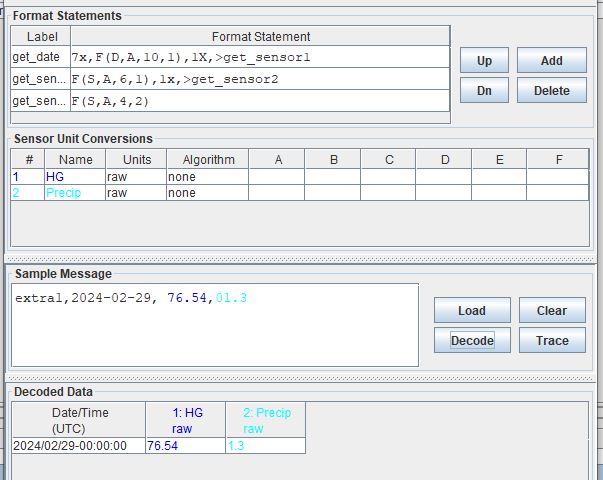 Format Statements
Label Format Statement
get_date 7x,F(D,A,10,1),1X,>get_sensor1
get_sen... F(S,A,6,1),1x,>get_sensor2
get_sen... F(S,A,4,2)
Up Add
Dn Delete
Sensor Unit Conversions
# Name Units Algorithm A B C D E F
1 HG raw none
2 Precip raw none
Sample Message
extra1,2024-02-29, 76.54,01.3
Load Clear
Decode Trace
Decoded Data
Date/Time 1: HG 2: Precip
(UTC) raw raw
2024/02/29-00:00:00 76.54 1.3